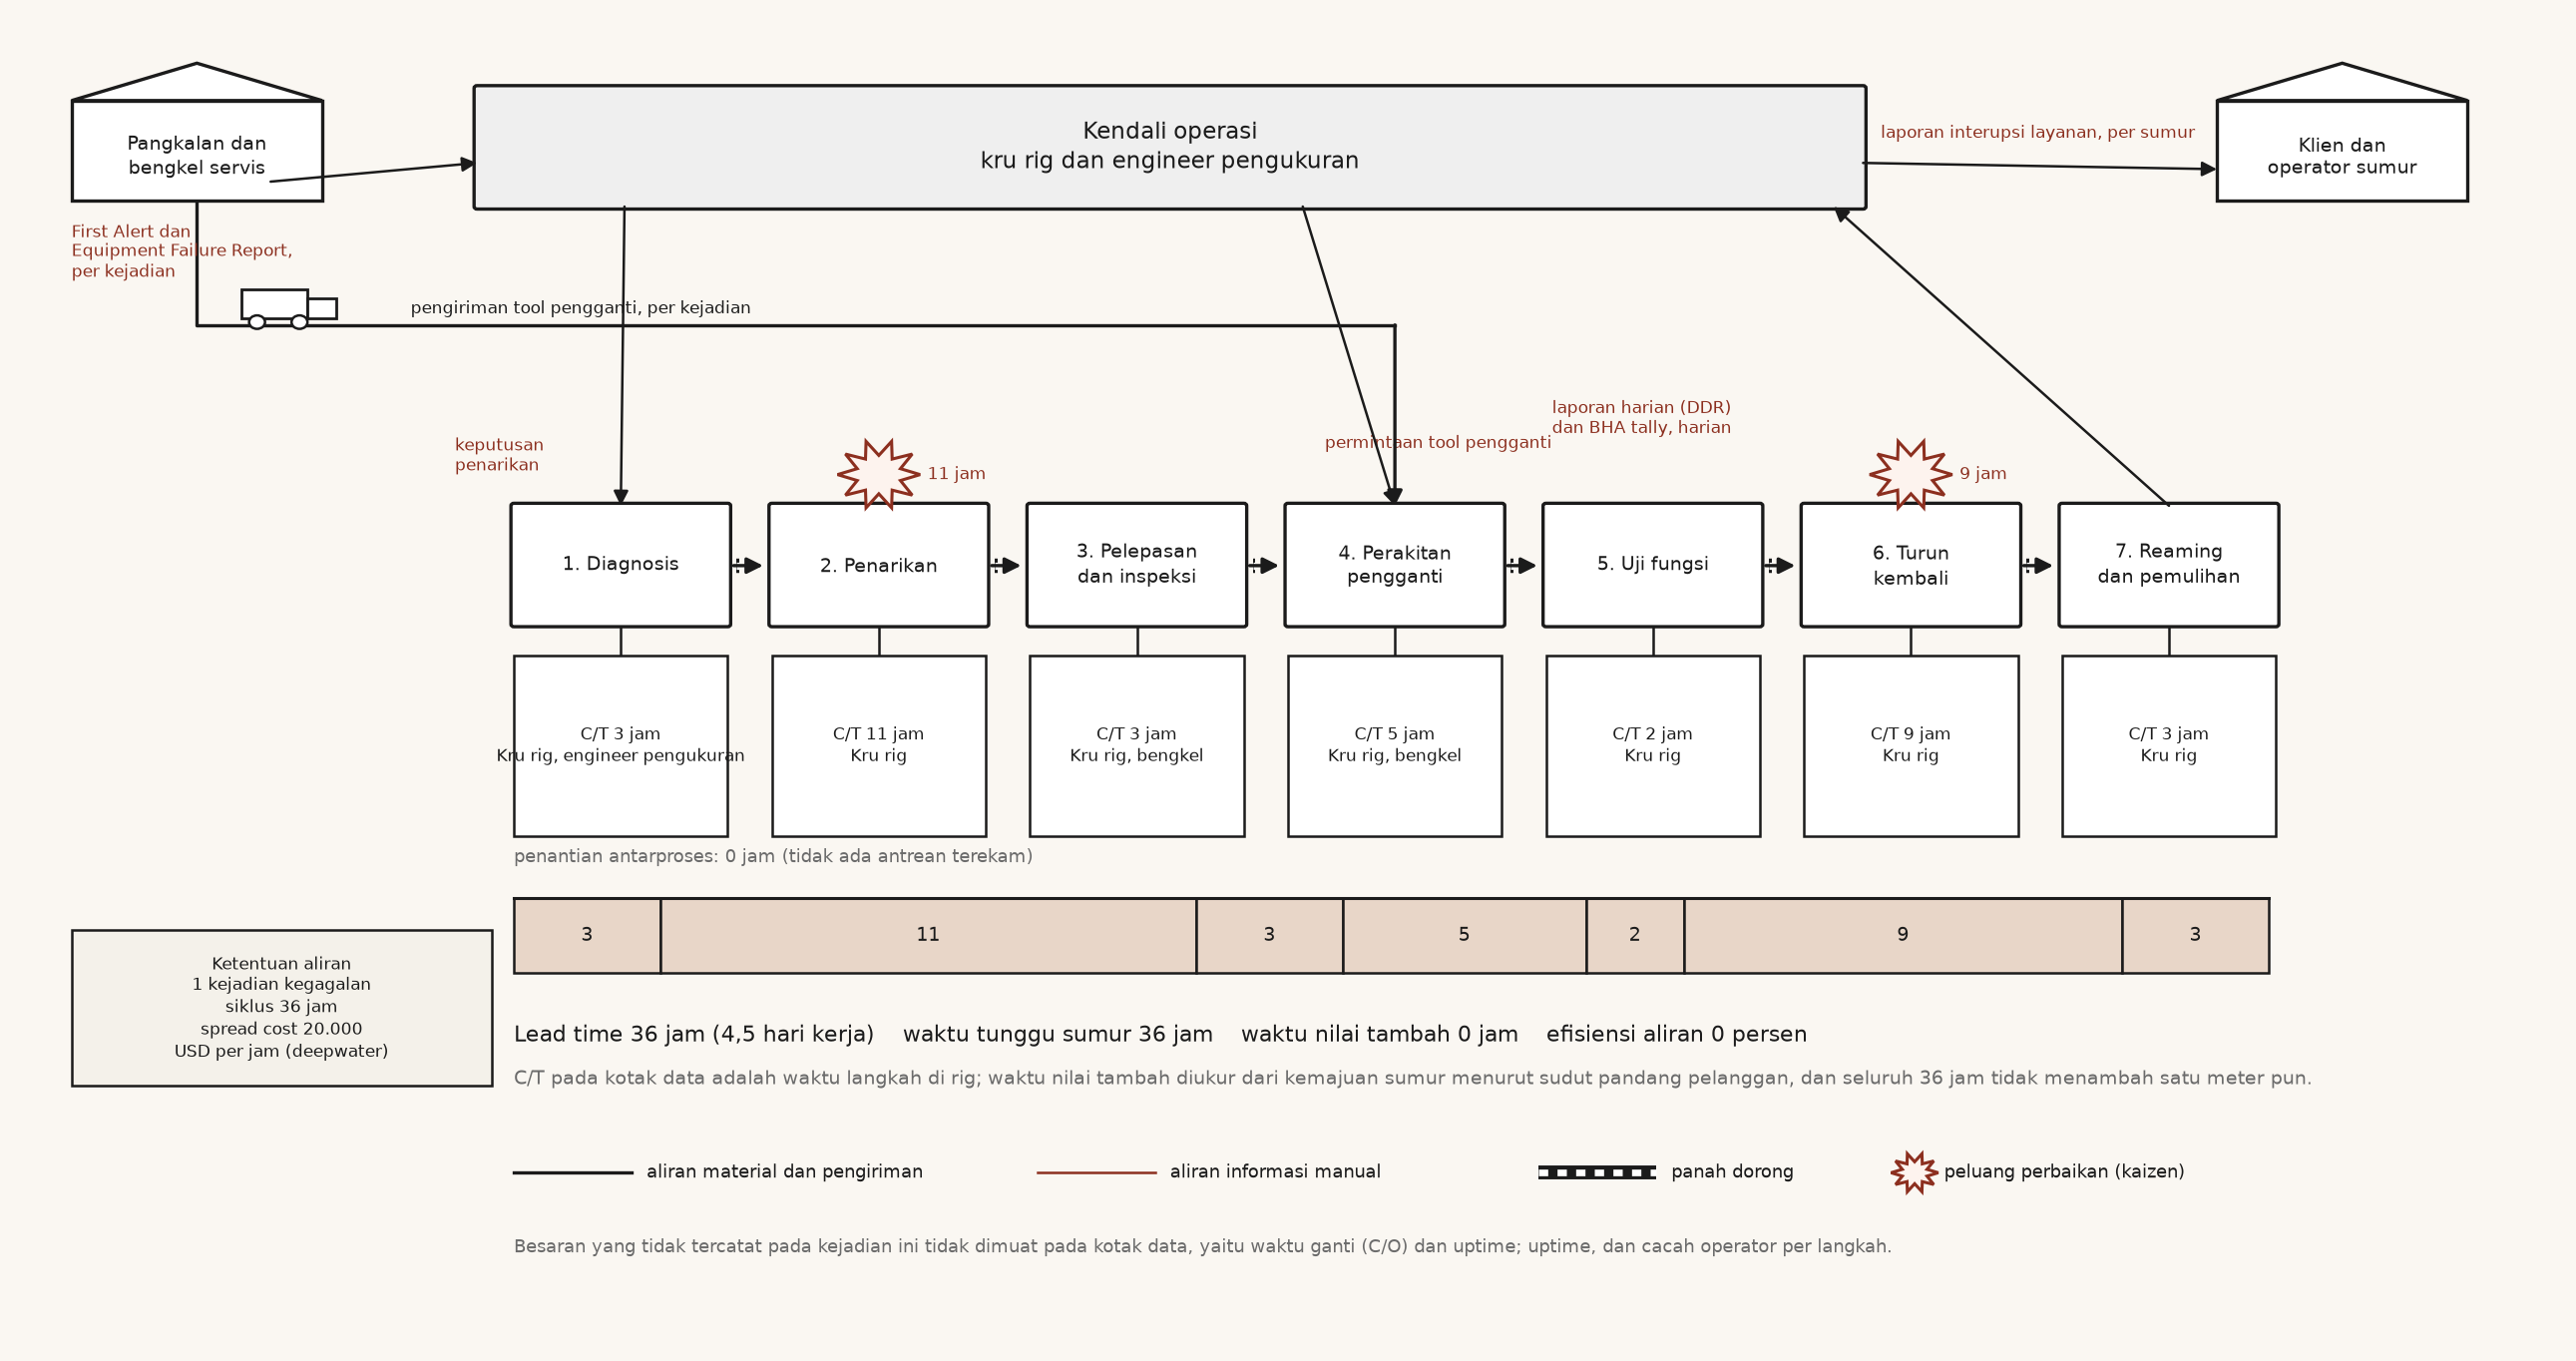 Pangkalan dan
bengkel servis
Kendali operasi
kru rig dan engineer pengukuran
laporan interupsi layanan, per sumur
Klien dan
operator sumur
First Alert dan
Equipment Failure Report,
per kejadian
pengiriman tool pengganti, per kejadian
keputusan
penarikan
11 jam
permintaan tool pengganti
laporan harian (DDR)
dan BHA tally, harian
9 jam
1. Diagnosis
2. Penarikan
3. Pelepasan
dan inspeksi
4. Perakitan
pengganti
5. Uji fungsi
6. Turun
kembali
7. Reaming
dan pemulihan
C/T 3 jam
Kru rig, engineer pengukuran
C/T 11 jam
Kru rig
C/T 3 jam
Kru rig, bengkel
C/T 5 jam
Kru rig, bengkel
C/T 2 jam
Kru rig
C/T 9 jam
Kru rig
C/T 3 jam
Kru rig
penantian antarproses: 0 jam (tidak ada antrean terekam)
3 11 3 5 2 9 3
Ketentuan aliran
1 kejadian kegagalan
siklus 36 jam
spread cost 20.000
USD per jam (deepwater)
Lead time 36 jam (4,5 hari kerja) waktu tunggu sumur 36 jam waktu nilai tambah 0 jam efisiensi aliran 0 persen
C/T pada kotak data adalah waktu langkah di rig; waktu nilai tambah diukur dari kemajuan sumur menurut sudut pandang pelanggan, dan seluruh 36 jam tidak menambah satu meter pun.
aliran material dan pengiriman
aliran informasi manual
panah dorong
peluang perbaikan (kaizen)
Besaran yang tidak tercatat pada kejadian ini tidak dimuat pada kotak data, yaitu waktu ganti (C/O) dan uptime; uptime, dan cacah operator per langkah.